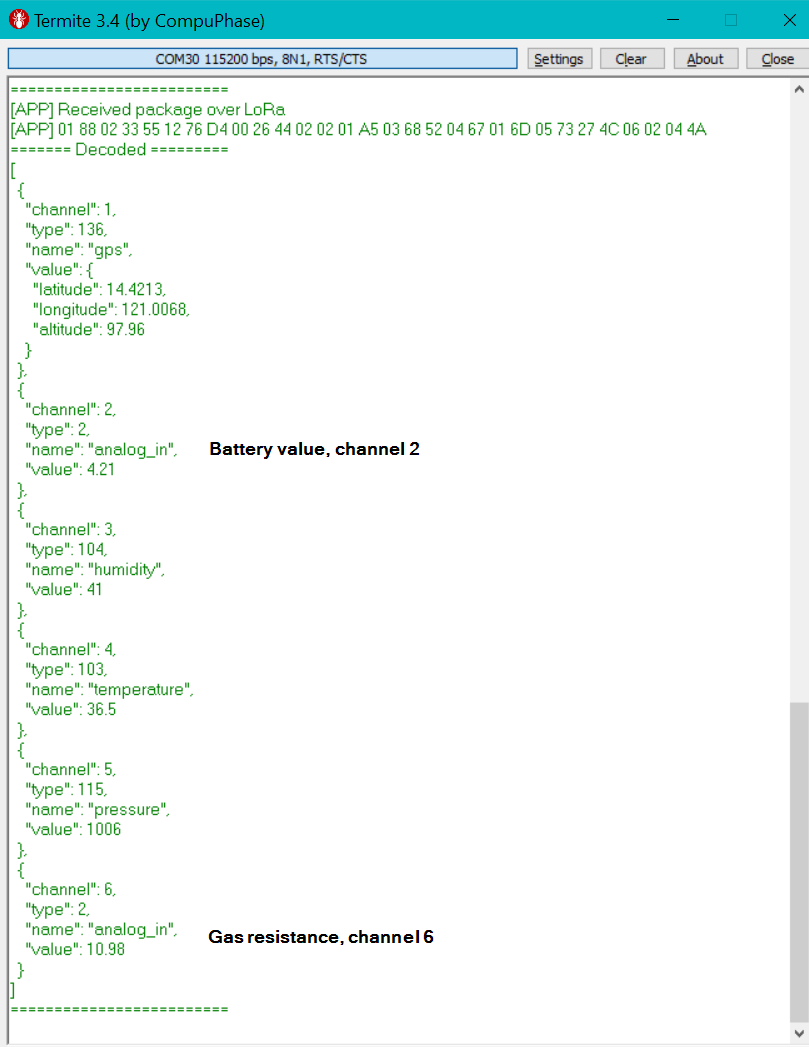 Termite 3.4 (by CompuPhase)
COM30 115200 bps, 8N1, RTS/CTS Settings Clear About Close
=========================
[APP] Received package over LoRa
[APP] 01 88 02 33 55 12 76 D4 00 26 44 02 02 01 A5 03 68 52 04 67 01 6D 05 73 27 4C 06 02 04 4A
======= Decoded =========
[
{
"channel": 1,
"type": 136,
"name": "gps",
"value": {
"latitude": 14.4213,
"longitude": 121.0068,
"altitude": 97.96
}
},
{
"channel": 2,
"type": 2,
"name": "analog_in", Battery value, channel 2
"value": 4.21
},
{
"channel": 3,
"type": 104,
"name": "humidity",
"value": 41
},
{
"channel": 4,
"type": 103,
"name": "temperature",
"value": 36.5
},
{
"channel": 5,
"type": 115,
"name": "pressure",
"value": 1006
},
{
"channel": 6,
"type": 2,
"name": "analog_in", Gas resistance, channel 6
"value": 10.98
}
]
=========================